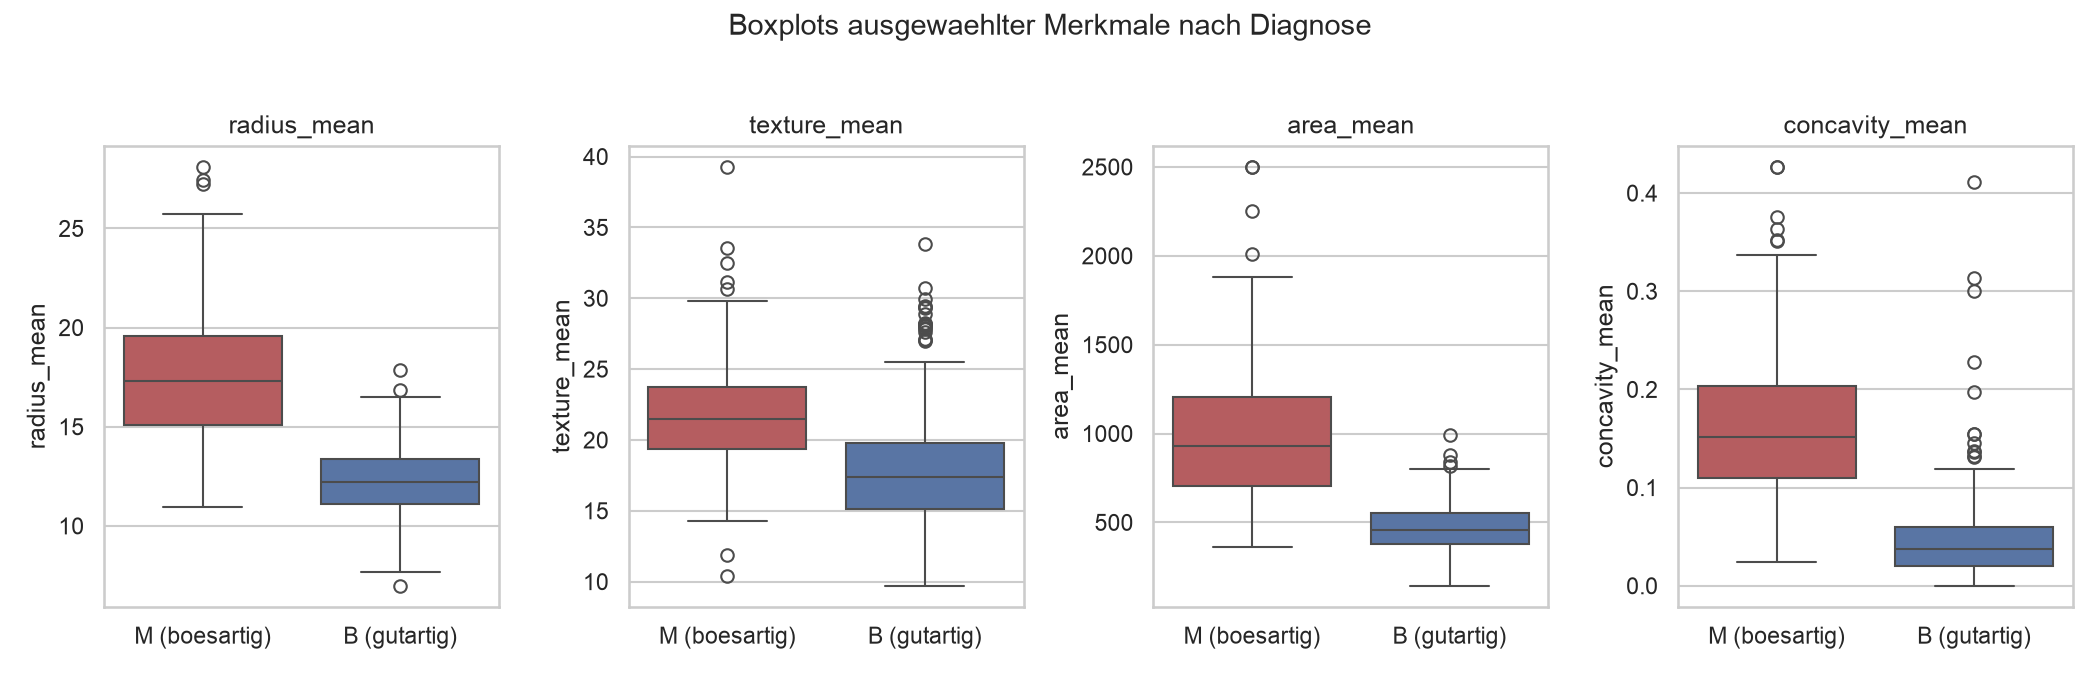 Boxplots ausgewaehlter Merkmale nach Diagnose
radius_mean
radius_mean
25
20
15
10
M (boesartig)
B (gutartig)
texture_mean
texture_mean
40
35
30
25
20
15
10
M (boesartig)
B (gutartig)
area_mean
area_mean
2500
2000
1500
1000
500
M (boesartig)
B (gutartig)
concavity_mean
concavity_mean
0.4
0.3
0.2
0.1
0.0
M (boesartig)
B (gutartig)